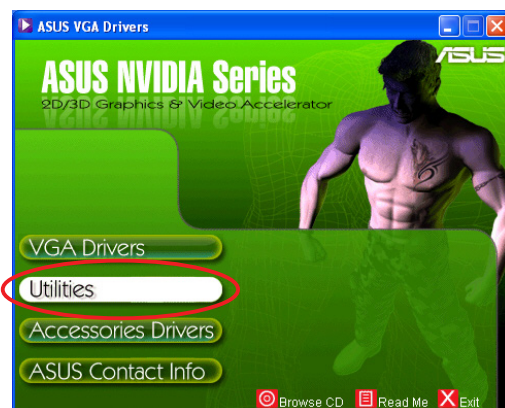 ASUS VGA Drivers
/SUS
ASUS NVIDIA Series
2D/3D Graphics & Video Accelerator
VGA Drivers
Utilities
Accessories Drivers
ASUS Contact Info
Browse CD Read Me Exit